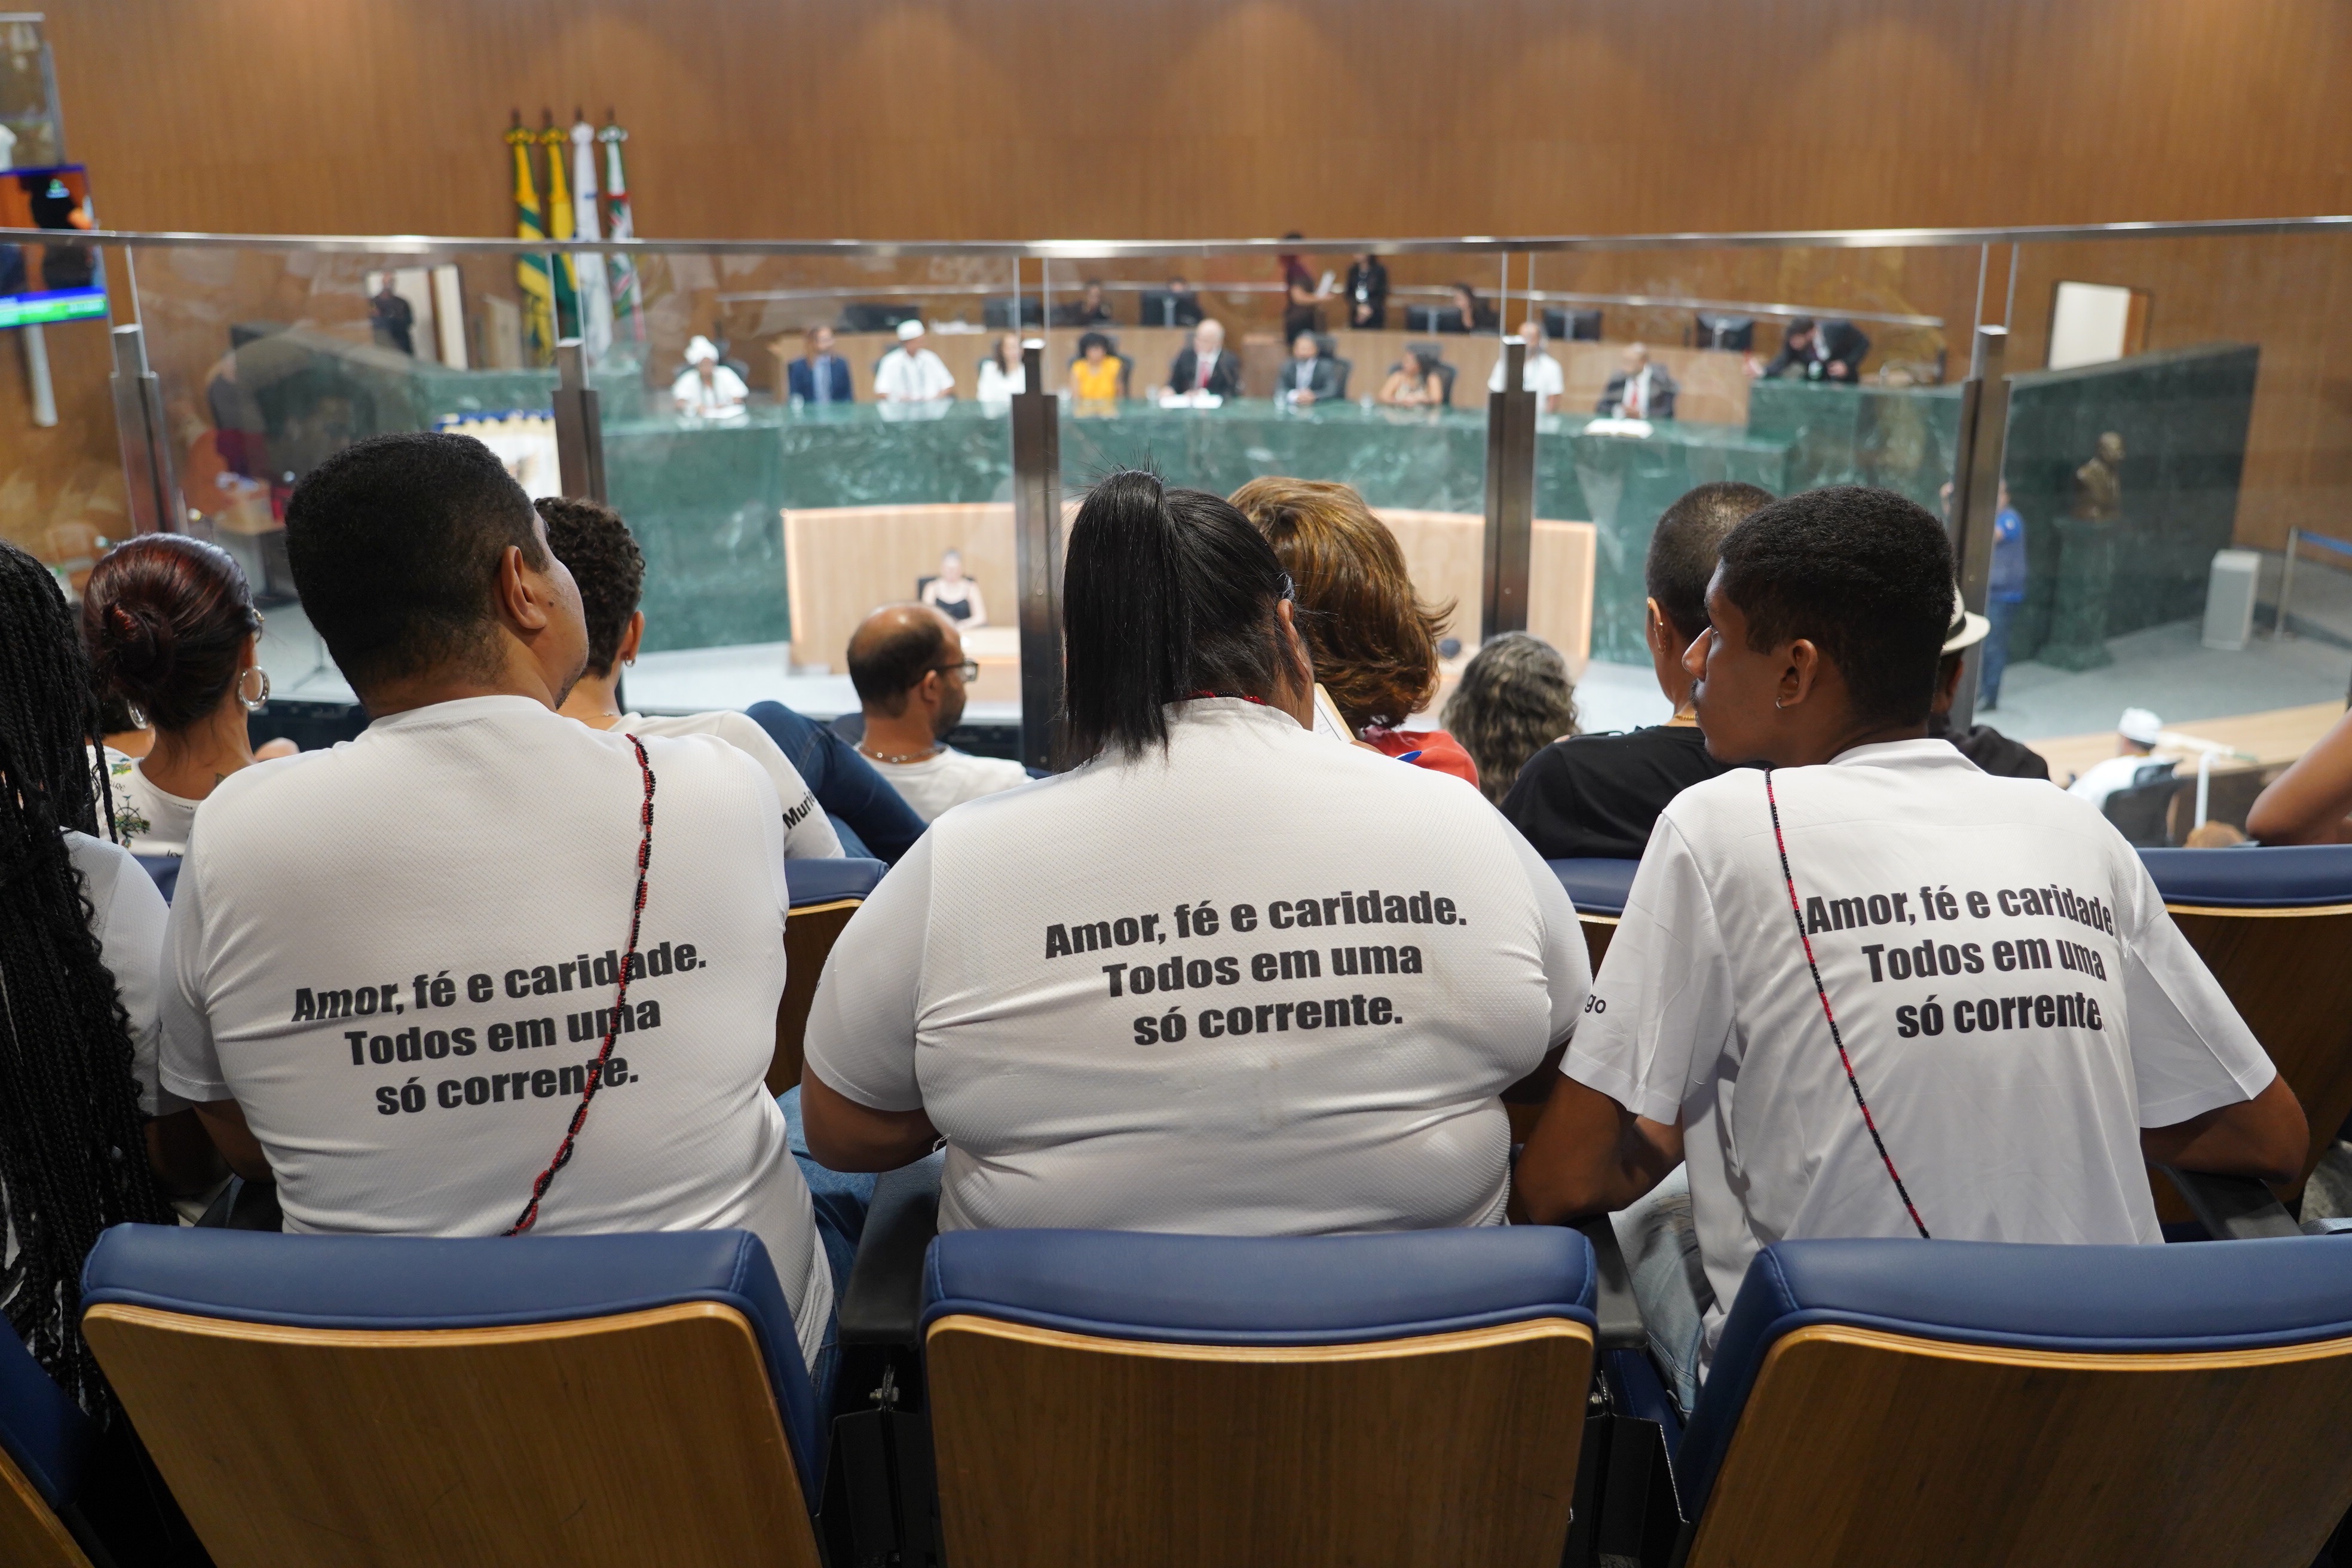 Amor, fé e caridade.
Todos em uma
só corrente.
Amor, fé e caridade.
Todos em uma
só corrente.
go
Amor, fé e caridade
Todos em uma
só corrente.